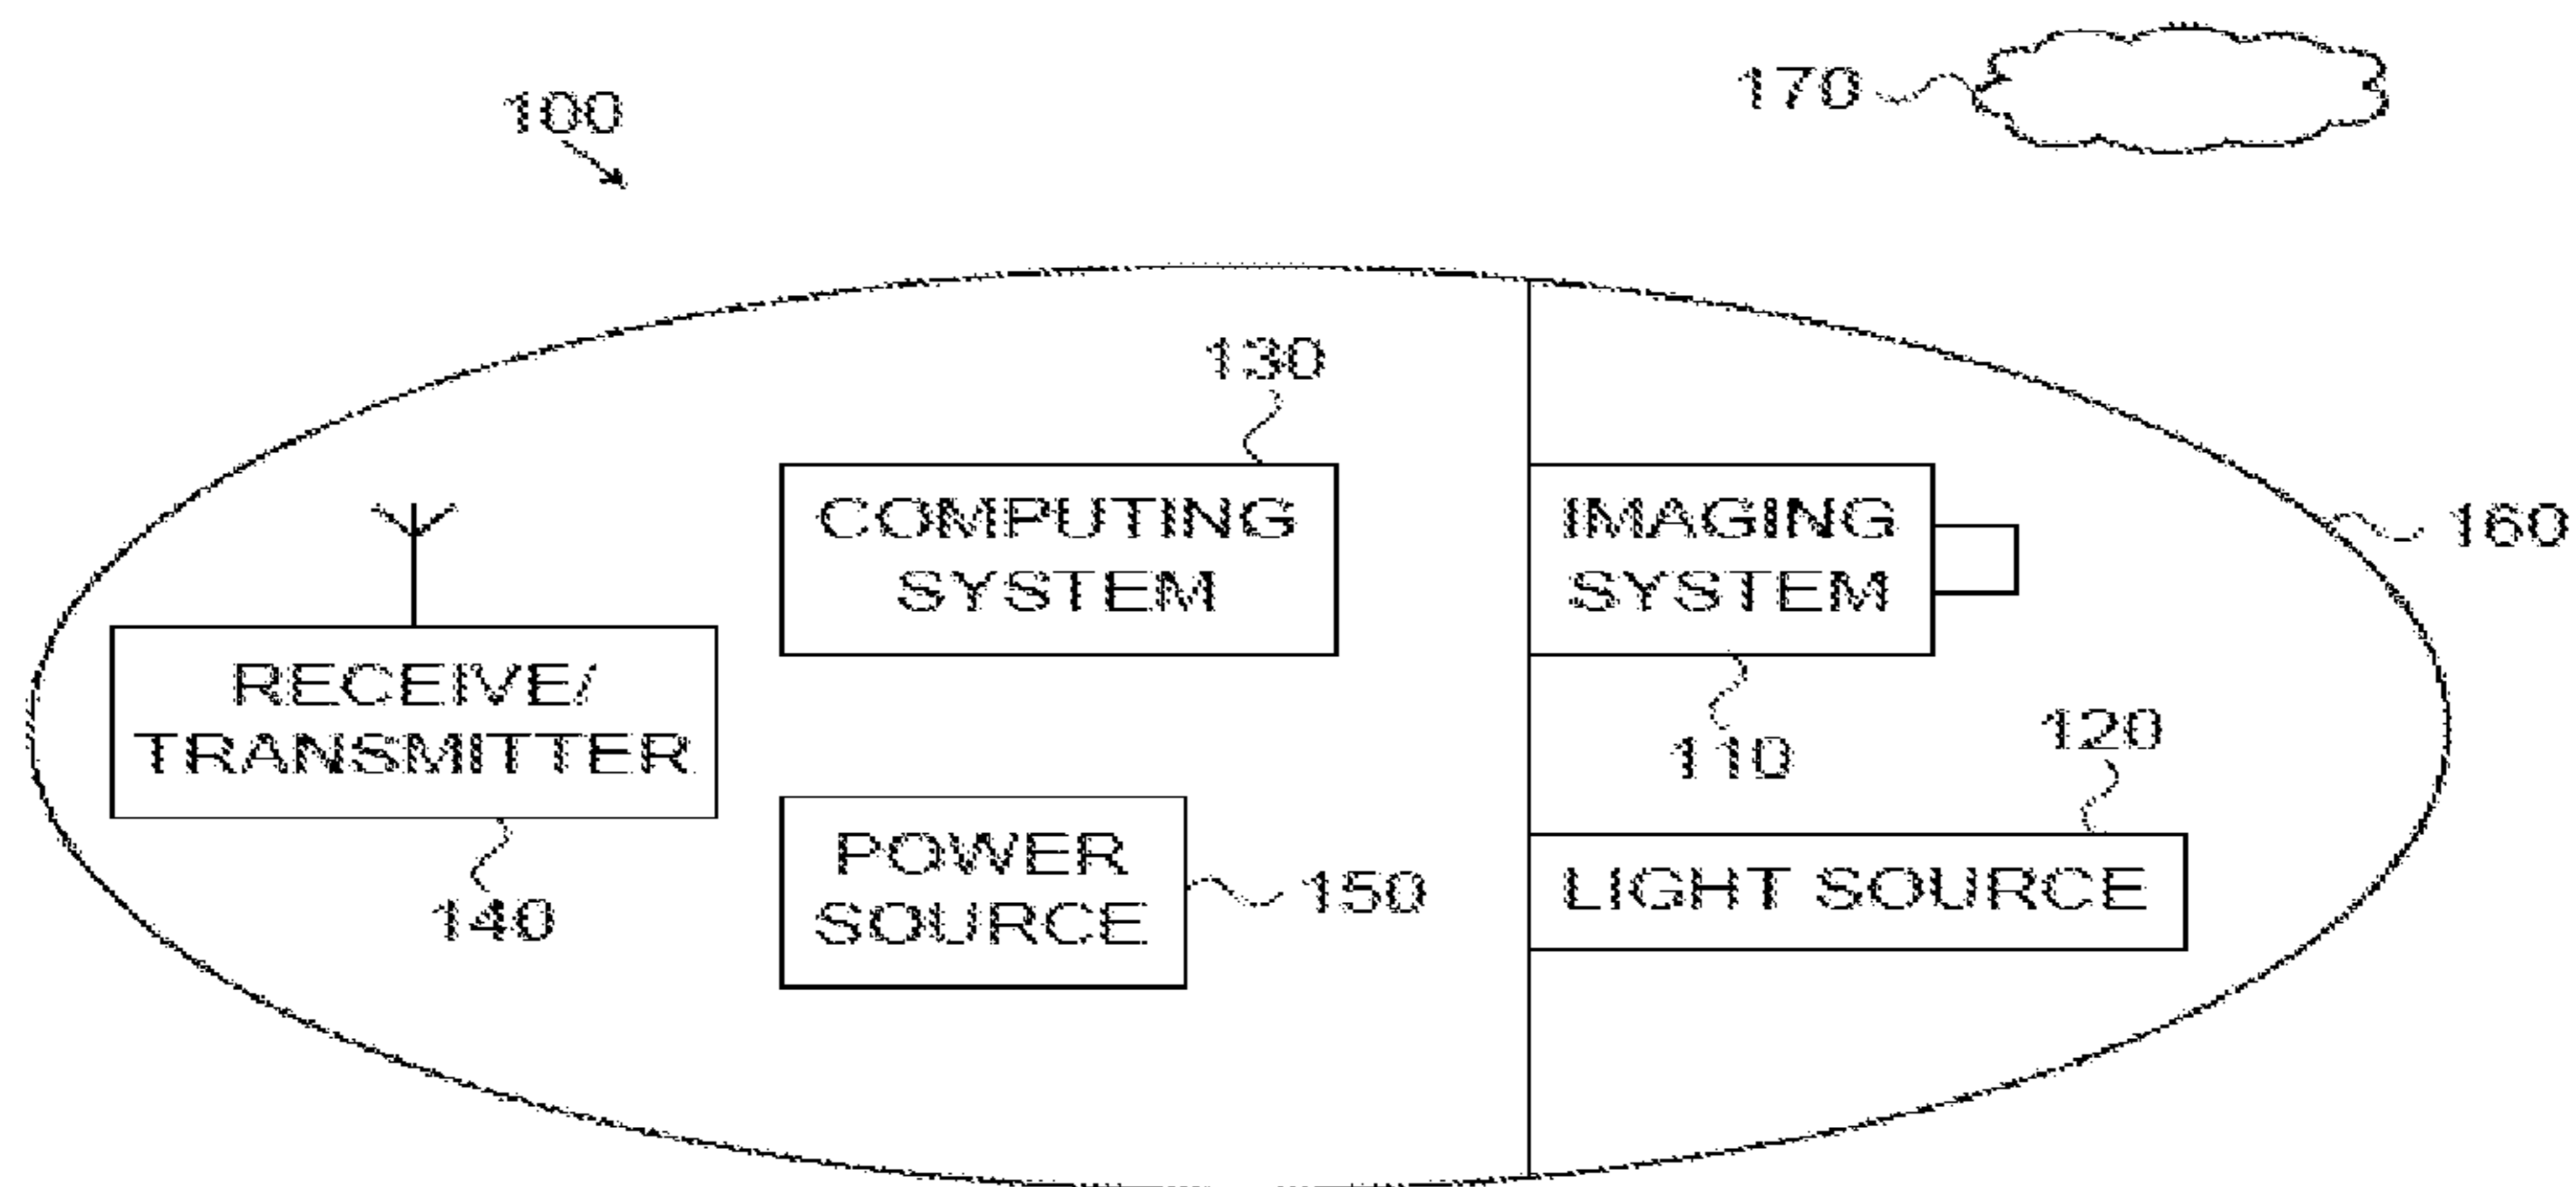 170
100
130
COMPUTING
SYSTEM
IMAGING
SYSTEM
160
RECEIVE/
TRANSMITTER
110
120
POWER
SOURCE
150
LIGHT SOURCE
140